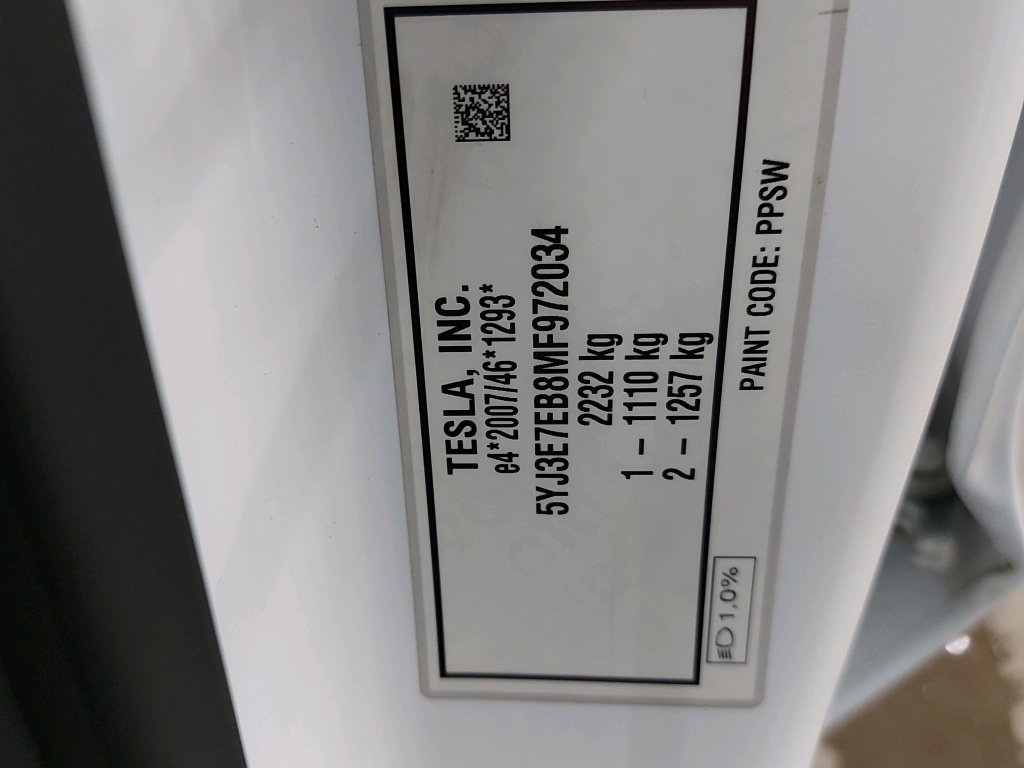 TESLA, INC.
e4*2007/46*1293*
5YJ3E7EB8MF972034
2232 kg
1 – 1110 kg
2 – 1257 kg
1,0%
PAINT CODE: PPSW